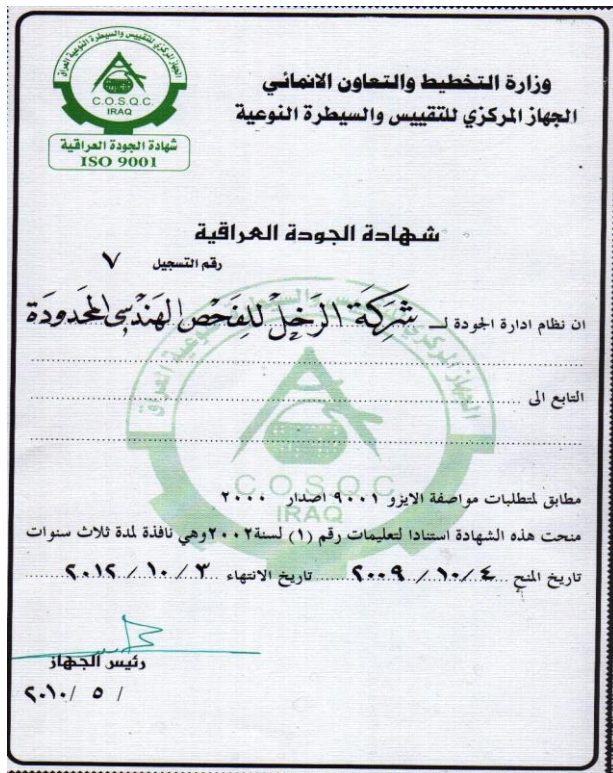 الجهاز المركزي للتقييس والسيطرة النوعية العراق
C.O.S.Q.C.
IRAQ
شهادة الجودة العراقية
ISO 9001
وزارة التخطيط والتعاون الانمائي
الجهاز المركزي للتقييس والسيطرة النوعية
شهادة الجودة العراقية
رقم التسجيل ٧
ان نظام ادارة الجودة لـ شركة الرخل للفحص الهندسي المحدودة
التابع الى
C.O.S.Q.C
IRAQ
مطابق لمتطلبات مواصفة الايزو ٩٠٠١ اصدار ٢٠٠٠
منحت هذه الشهادة استنادا لتعليمات رقم (١) لسنة ٢٠٠٢ وهي نافذة لمدة ثلاث سنوات
تاريخ المنح ٤ / ١٠ / ٢٠٠٩ تاريخ الانتهاء ٣ / ١٠ / ٢٠١٢
رئيس الجهاز
/ ٥ / ٢٠١٠